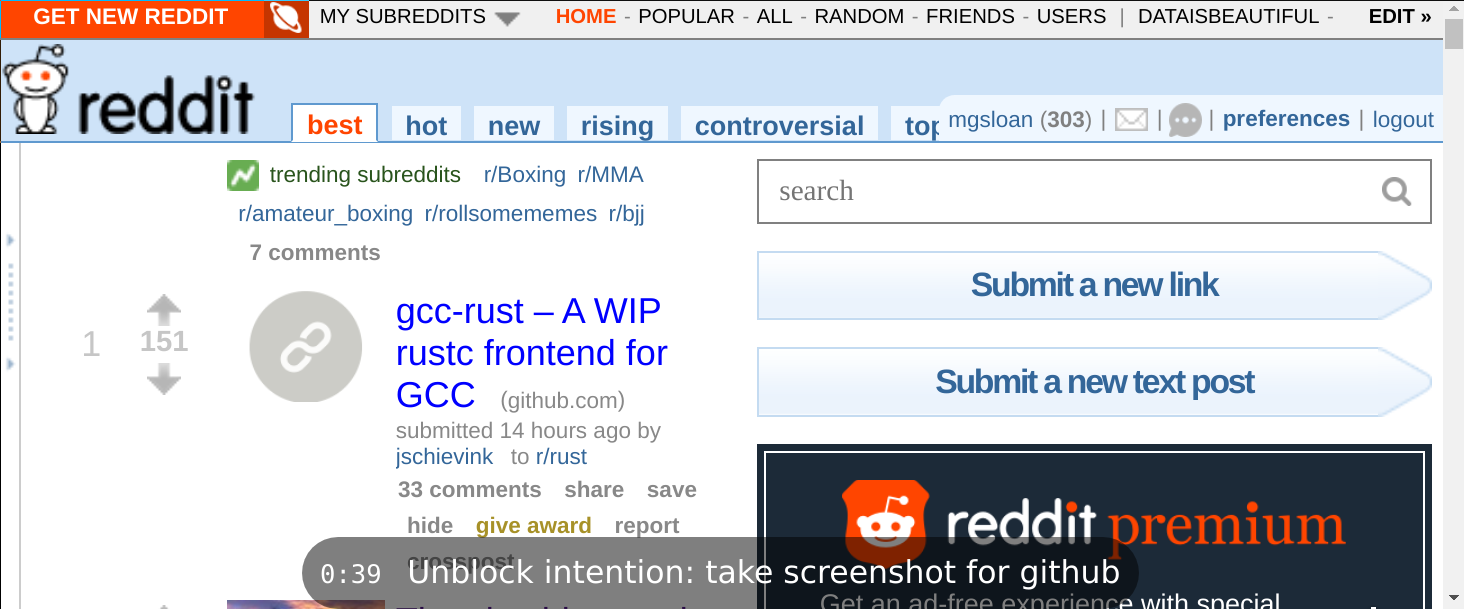 GET NEW REDDIT MY SUBREDDITS HOME - POPULAR - ALL - RANDOM - FRIENDS - USERS | DATAISBEAUTIFUL - EDIT »
reddit best hot new rising controversial top mgsloan (303) | | | preferences | logout
trending subreddits r/Boxing r/MMA
r/amateur_boxing r/rollsomememes r/bjj
7 comments
search
Submit a new link
Submit a new text post
1
151
gcc-rust – A WIP
rustc frontend for
GCC (github.com)
submitted 14 hours ago by
jschievink to r/rust
33 comments share save
hide give award report
crosspost
reddit premium
0:39 Unblock intention: take screenshot for github
Get an ad-free experience with special